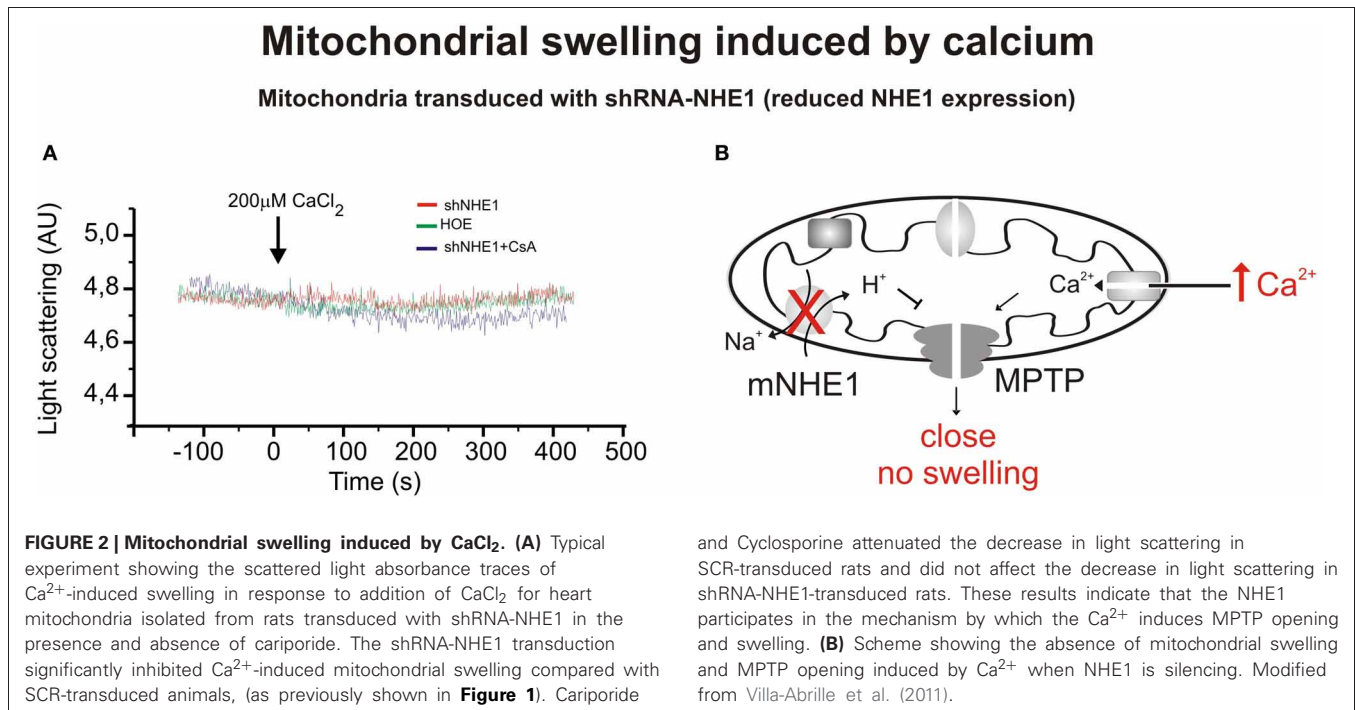 Mitochondrial swelling induced by calcium
Mitochondria transduced with shRNA-NHE1 (reduced NHE1 expression)
A
200μM CaCl2
shNHE1
HOE
shNHE1+CsA
Light scattering (AU)
5,0
4,8
4,6
4,4
-100 0 100 200 300 400 500
Time (s)
B
H+
Ca2+
↑ Ca2+
Na+
mNHE1
MPTP
close
no swelling
FIGURE 2 | Mitochondrial swelling induced by CaCl2. (A) Typical
experiment showing the scattered light absorbance traces of
Ca2+-induced swelling in response to addition of CaCl2 for heart
mitochondria isolated from rats transduced with shRNA-NHE1 in the
presence and absence of cariporide. The shRNA-NHE1 transduction
significantly inhibited Ca2+-induced mitochondrial swelling compared with
SCR-transduced animals, (as previously shown in Figure 1). Cariporide
and Cyclosporine attenuated the decrease in light scattering in
SCR-transduced rats and did not affect the decrease in light scattering in
shRNA-NHE1-transduced rats. These results indicate that the NHE1
participates in the mechanism by which the Ca2+ induces MPTP opening
and swelling. (B) Scheme showing the absence of mitochondrial swelling
and MPTP opening induced by Ca2+ when NHE1 is silencing. Modified
from Villa-Abrille et al. (2011).